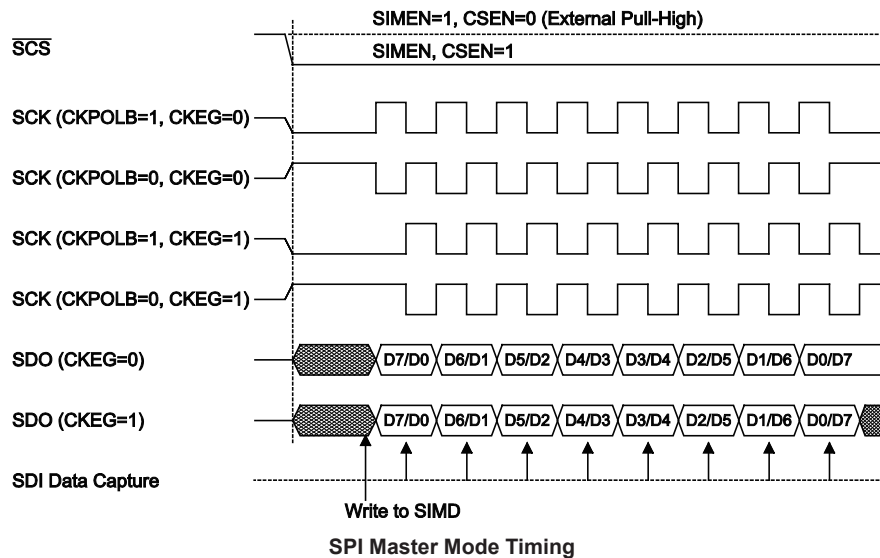 SIMEN=1, CSEN=0 (External Pull-High)
SCS
SIMEN, CSEN=1
SCK (CKPOLB=1, CKEG=0)
SCK (CKPOLB=0, CKEG=0)
SCK (CKPOLB=1, CKEG=1)
SCK (CKPOLB=0, CKEG=1)
SDO (CKEG=0) D7/D0 D6/D1 D5/D2 D4/D3 D3/D4 D2/D5 D1/D6 D0/D7
SDO (CKEG=1) D7/D0 D6/D1 D5/D2 D4/D3 D3/D4 D2/D5 D1/D6 D0/D7
SDI Data Capture
Write to SIMD
SPI Master Mode Timing